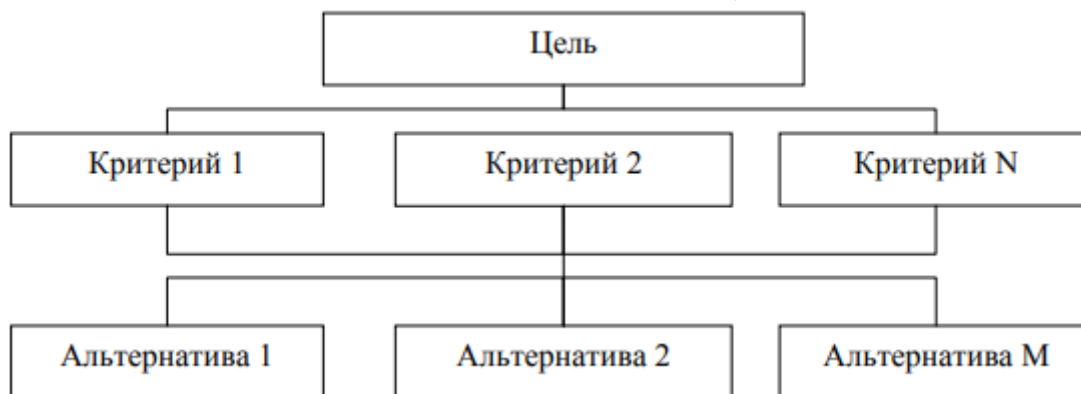 Цель
Критерий 1
Критерий 2
Критерий N
Альтернатива 1
Альтернатива 2
Альтернатива M